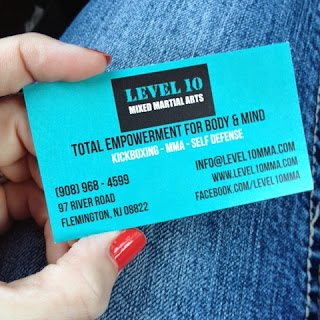 LEVEL 10
MIXED MARTIAL ARTS
TOTAL EMPOWERMENT FOR BODY & MIND
KICKBOXING - MMA - SELF DEFENSE
(908) 968 - 4599
97 RIVER ROAD
FLEMINGTON, NJ 08822
INFO@LEVEL10MMA.COM
WWW.LEVEL10MMA.COM
FACEBOOK.COM/LEVEL10MMA